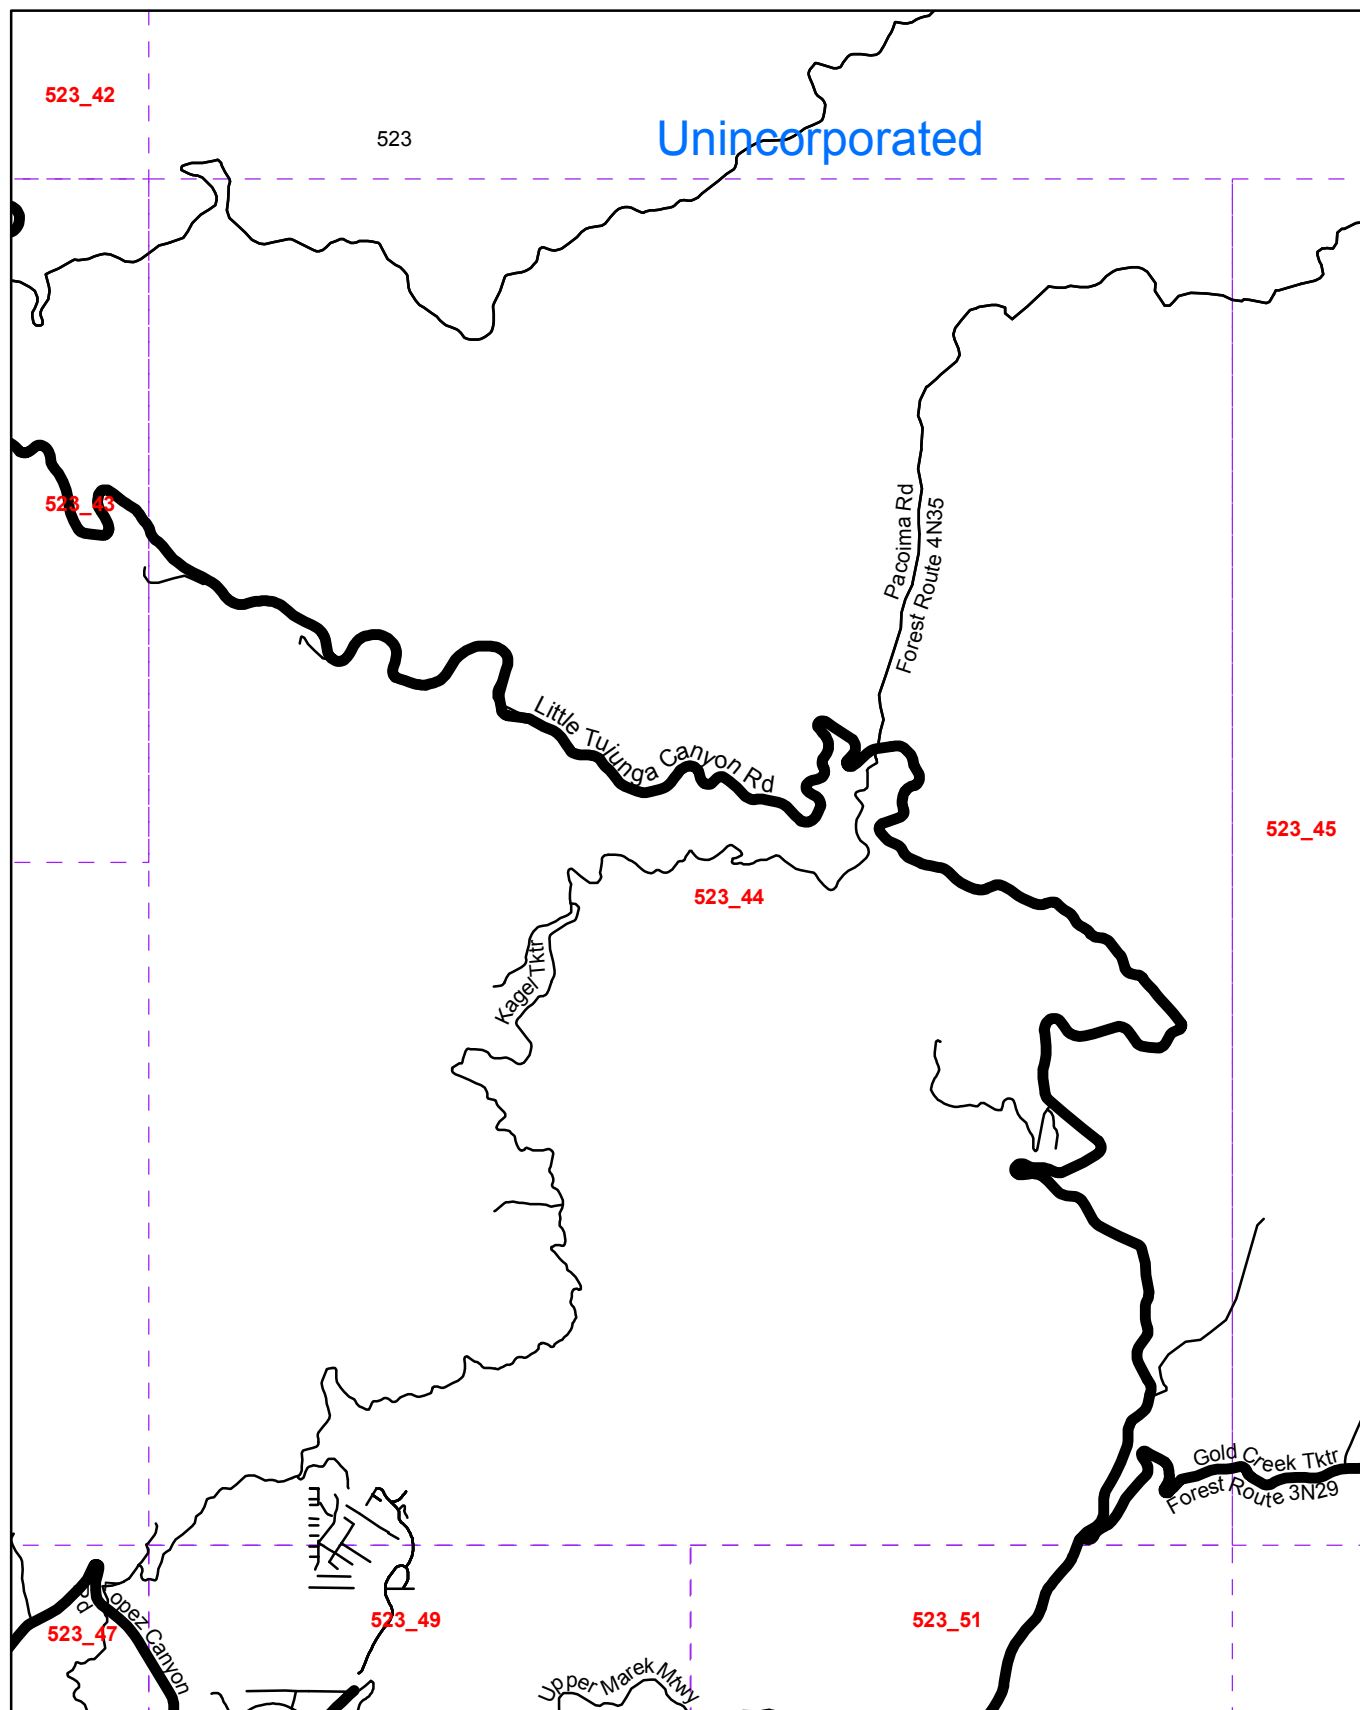 523_42
523
Unincorporated
523_43
Pacoima Rd
Forest Route 4N35
Little Tujunga Canyon Rd
523_45
523_44
Kagel Tktr
Gold Creek Tktr
Forest Route 3N29
Lopez Canyon
Rd
523_47
523_49
523_51
Upper Marek Mtwy